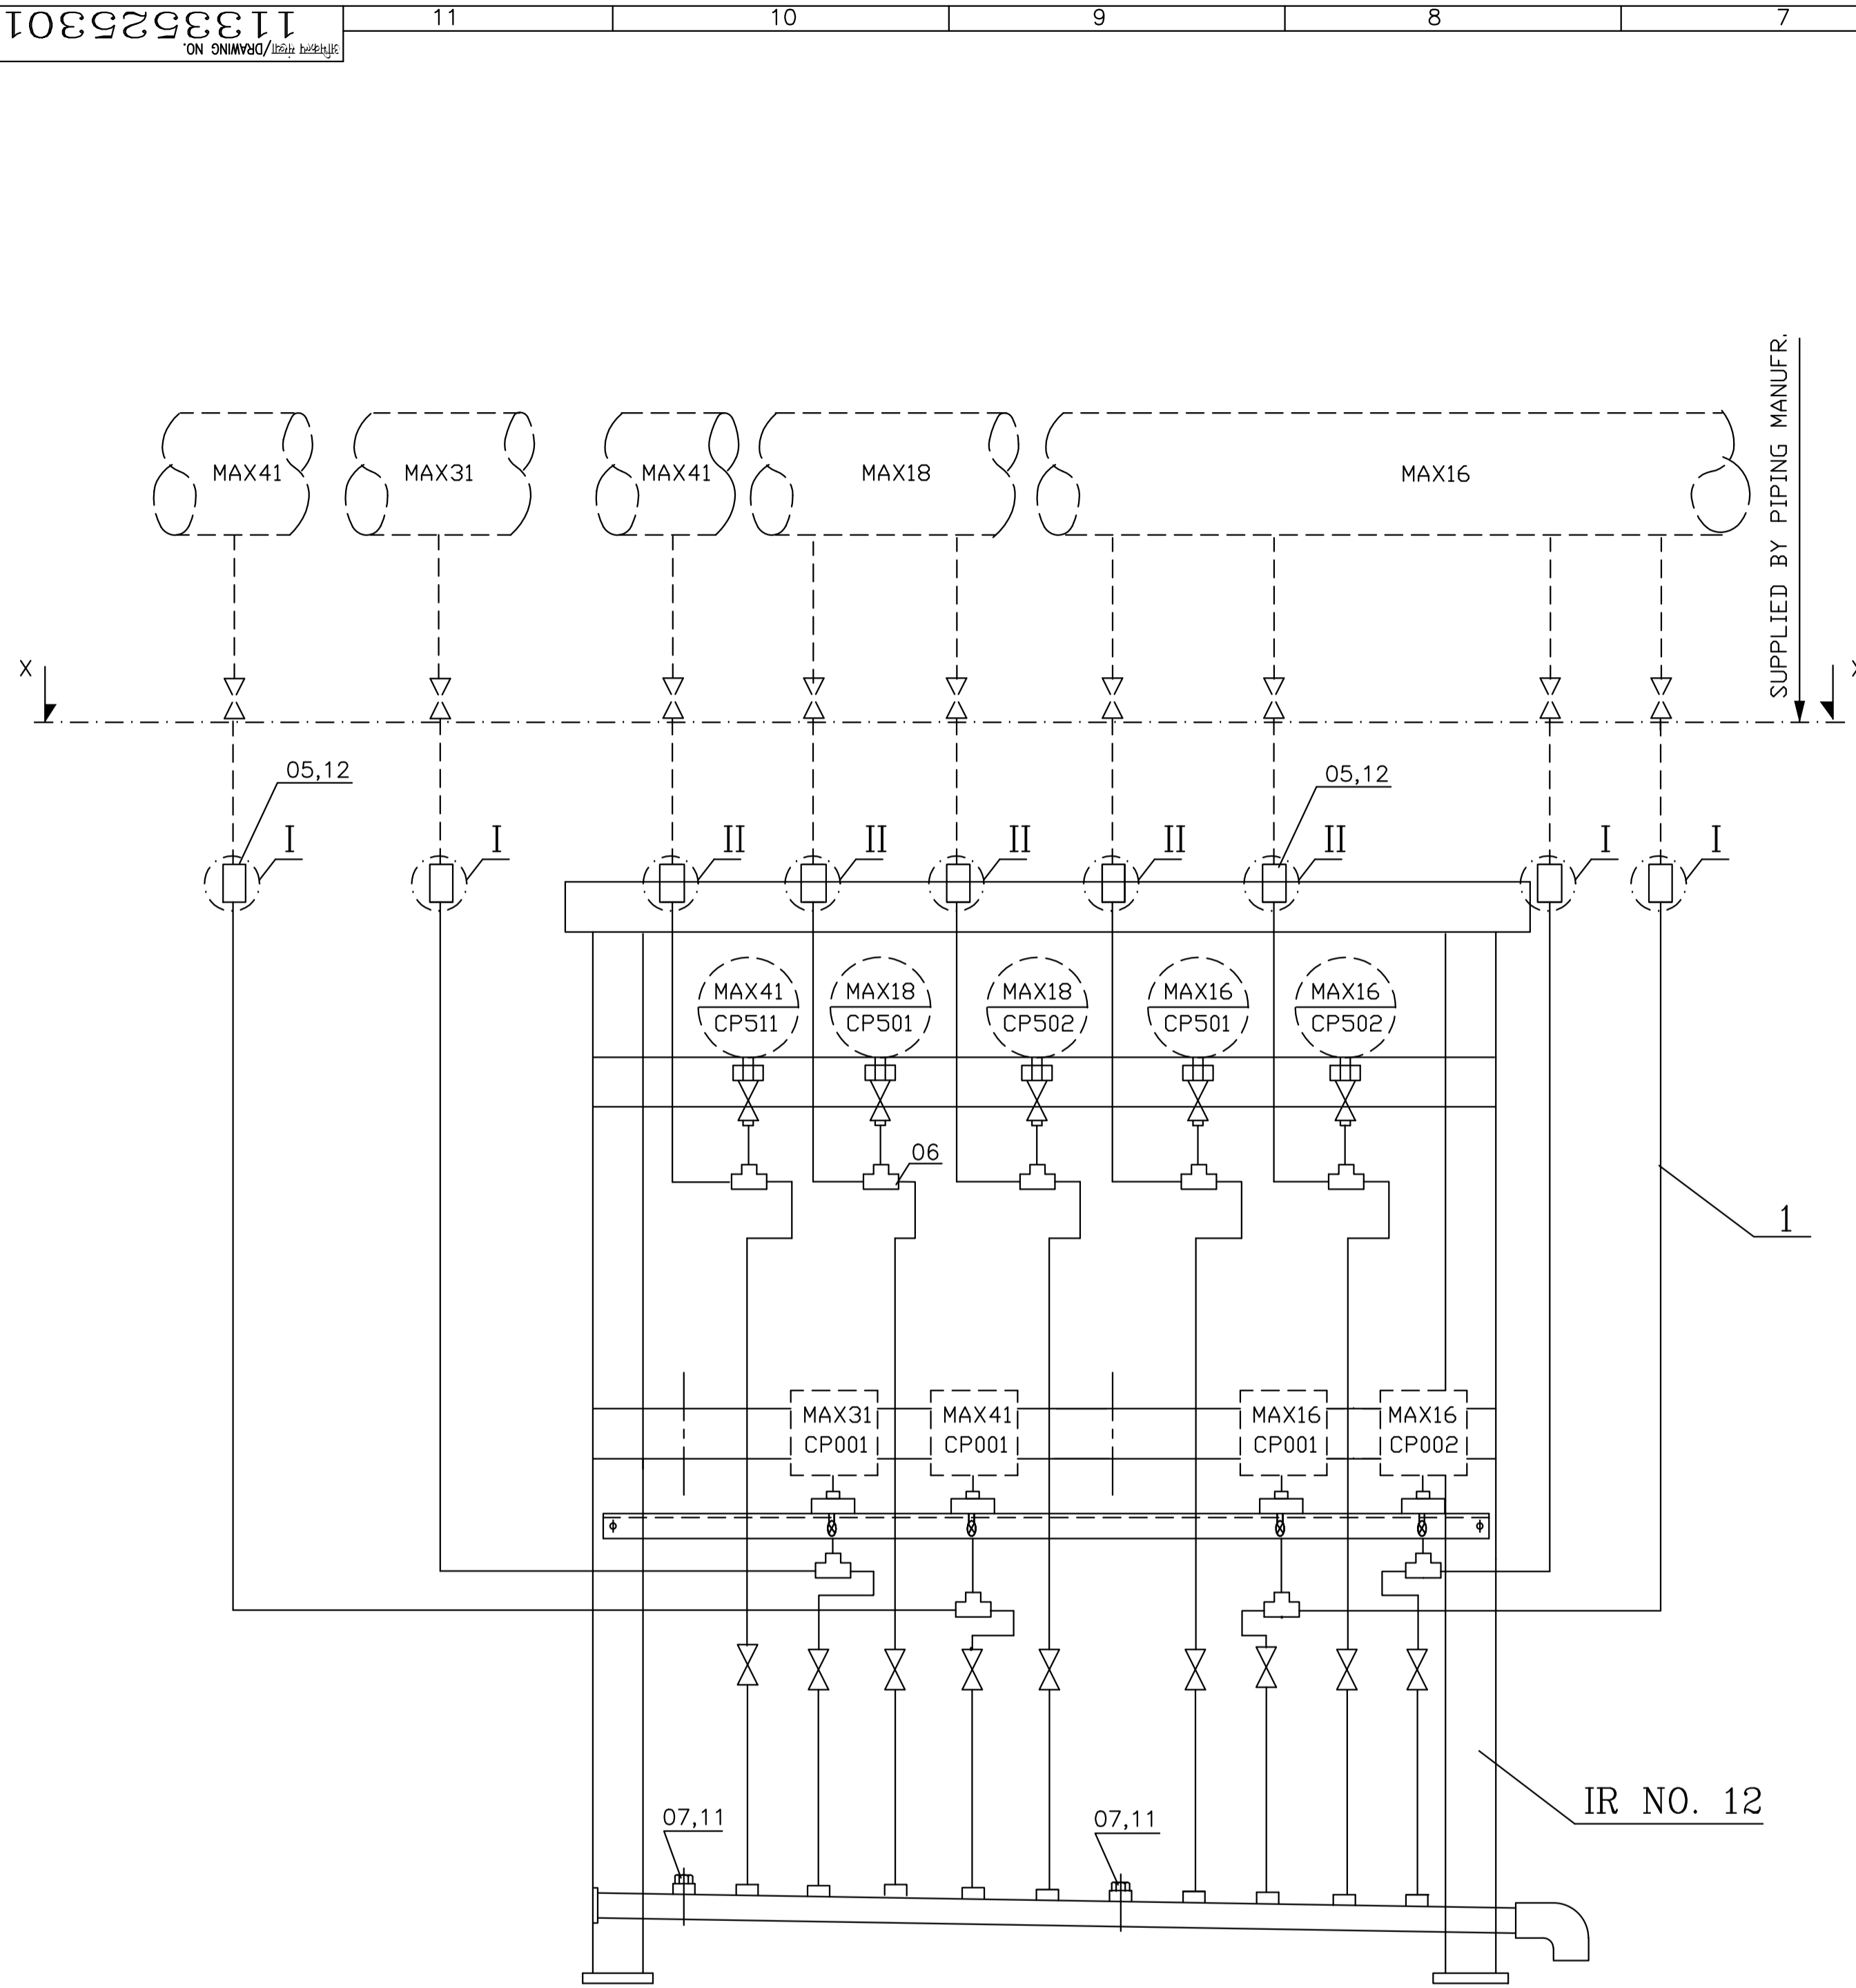 11335255301
/DRAWING NO.
11 10 9 8 7
SUPPLIED BY PIPING MANUFR.
MAX41 MAX31 MAX41 MAX18 MAX16
X
05,12 05,12
I I II II II II II I I
MAX41 MAX18 MAX18 MAX16 MAX16
CP511 CP501 CP502 CP501 CP502
06
1
MAX31 MAX41 MAX16 MAX16
CP001 CP001 CP001 CP002
IR NO. 12
07,11 07,11